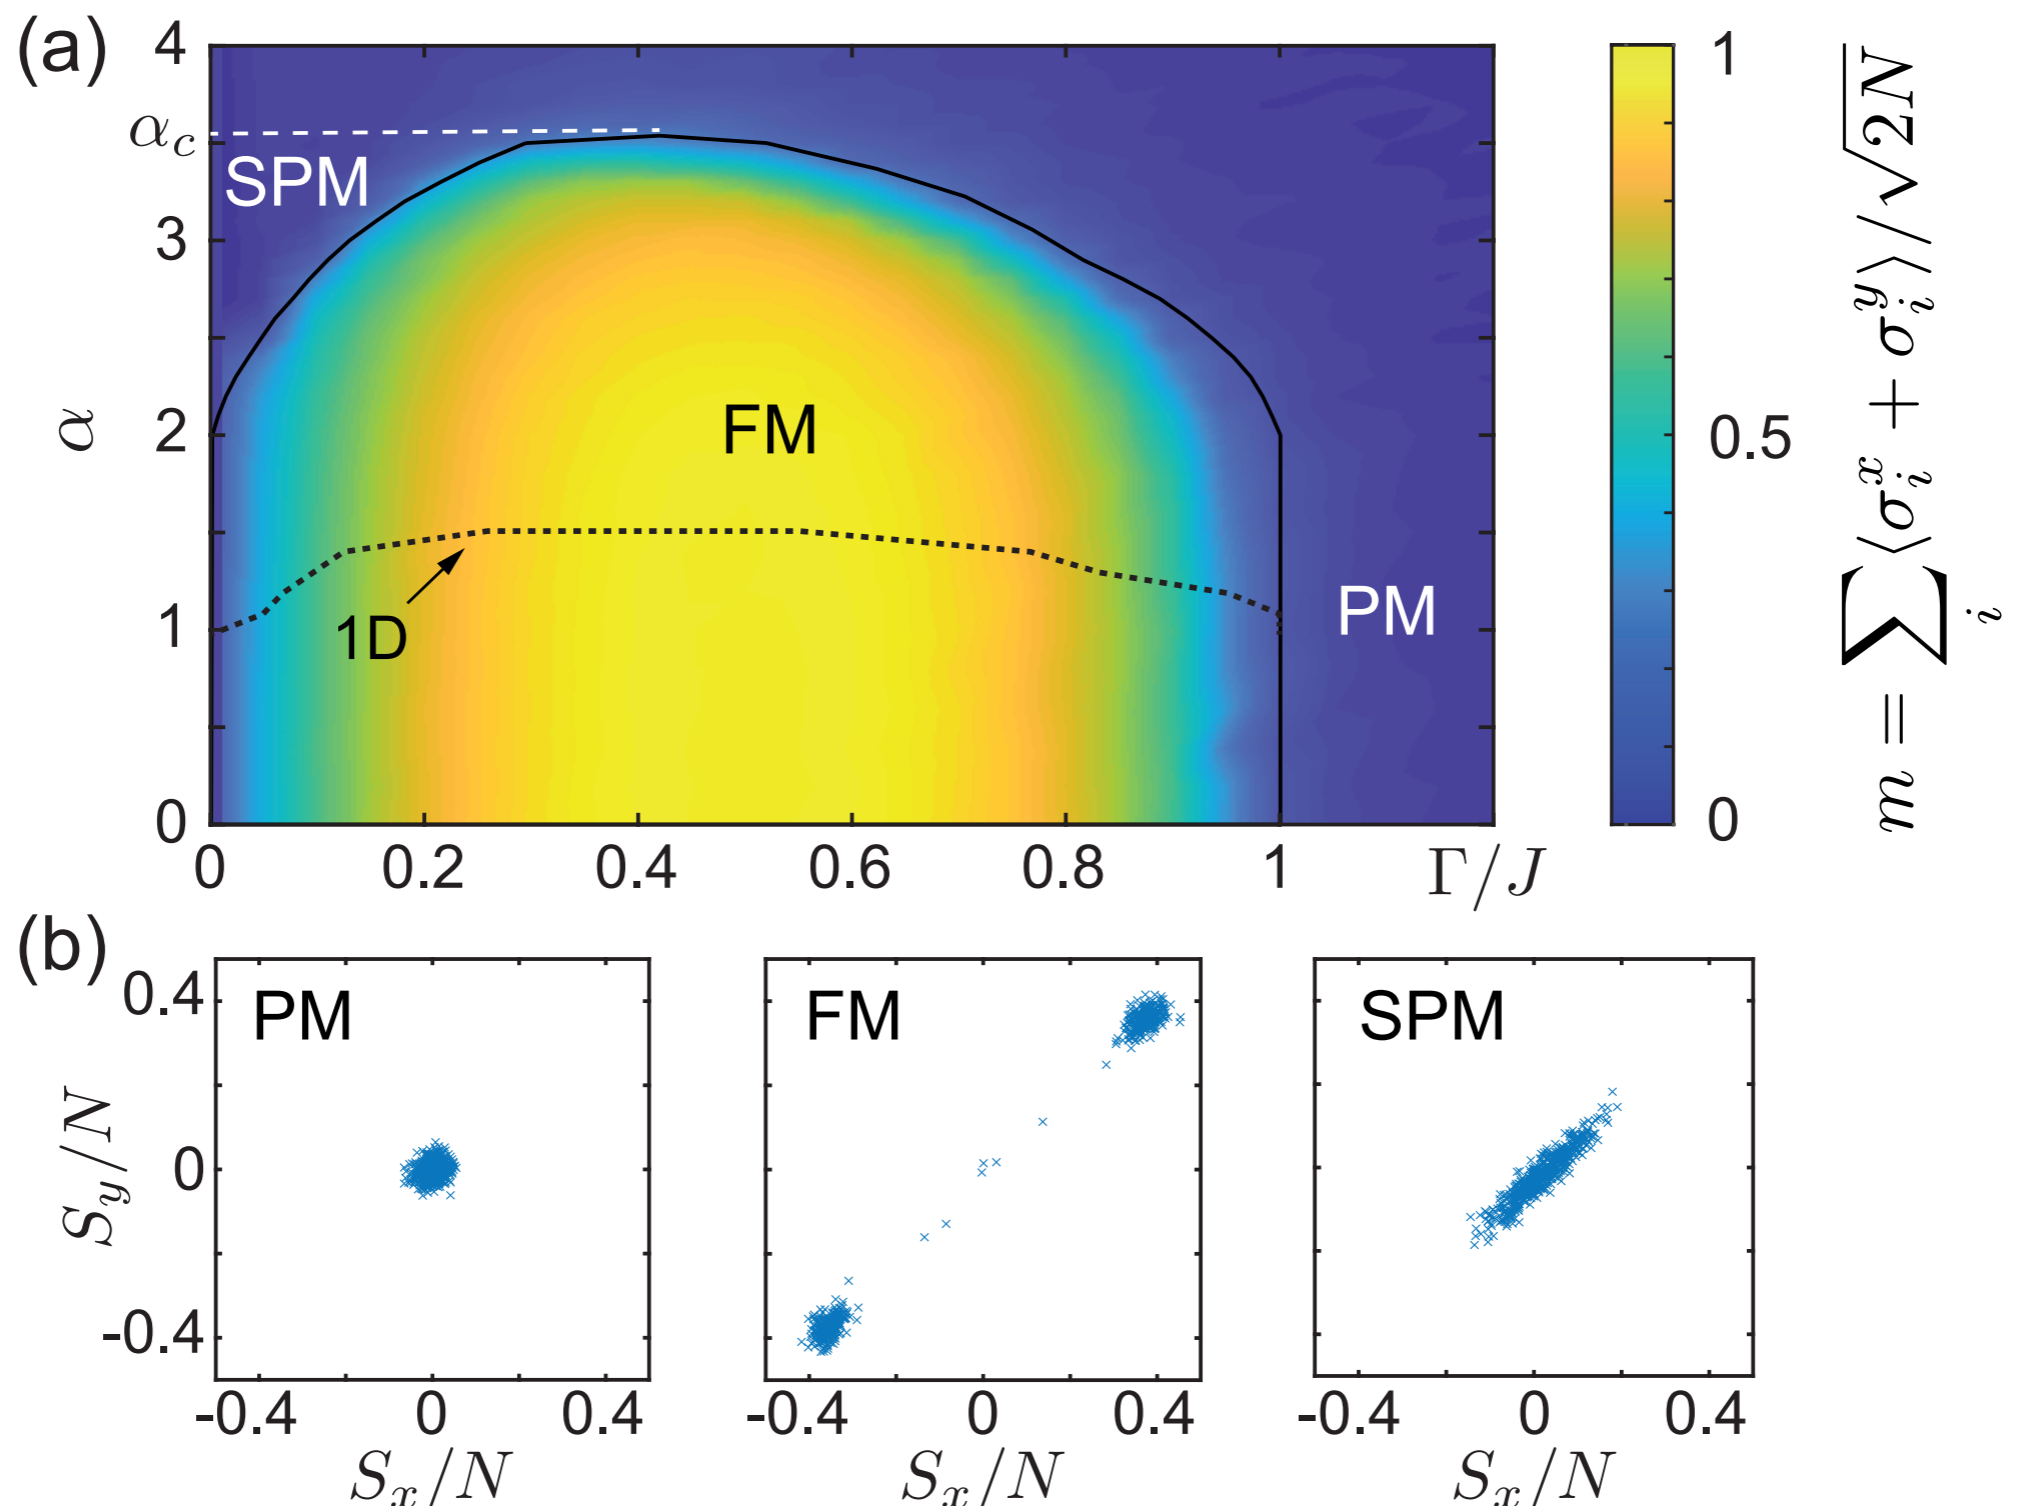 (a)
4
α_c
3
α
2
1
0
SPM
FM
1D
PM
0 0.2 0.4 0.6 0.8 1 Γ/J
1
0.5
0
m = ∑_i ⟨σ_i^x + σ_i^y⟩/√2N
(b)
S_y/N
0.4
0
-0.4
PM
-0.4 0 0.4
S_x/N
FM
-0.4 0 0.4
S_x/N
SPM
-0.4 0 0.4
S_x/N